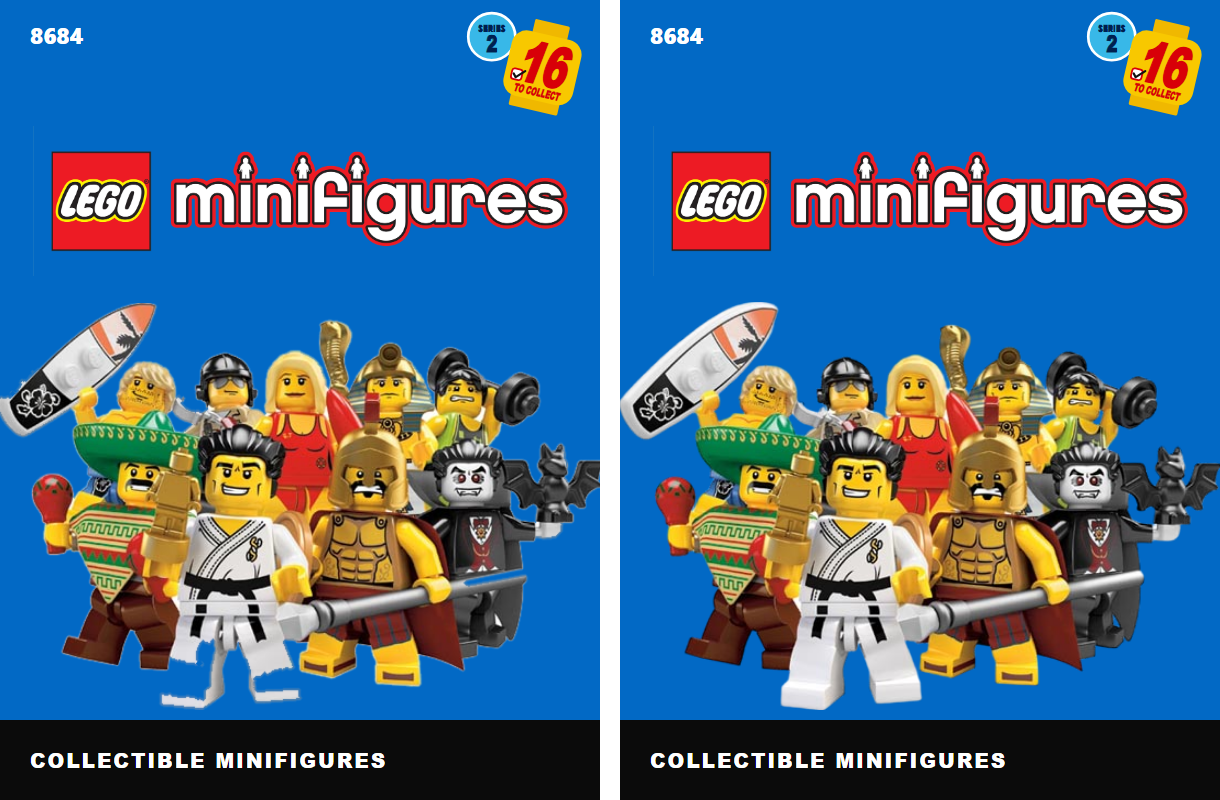 8684
SERIES
2
16
TO COLLECT
LEGO
minifigures
COLLECTIBLE MINIFIGURES
8684
SERIES
2
16
TO COLLECT
LEGO
minifigures
COLLECTIBLE MINIFIGURES